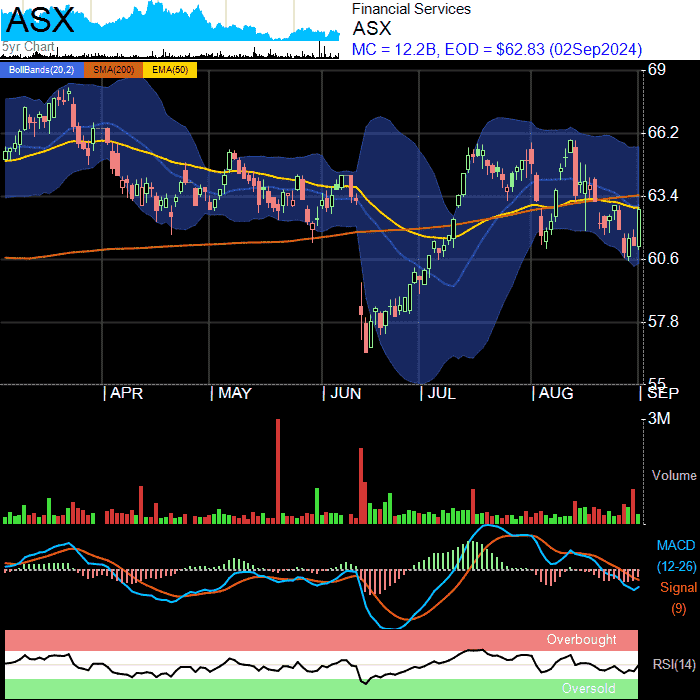 ASX
5yr Chart
Financial Services
ASX
MC = 12.2B, EOD = $62.83 (02Sep2024)
BollBands(20,2) SMA(200) EMA(50)
69
66.2
63.4
60.6
57.8
55
APR MAY JUN JUL AUG SEP
3M
Volume
MACD
(12-26)
Signal
(9)
Overbought
RSI(14)
Oversold